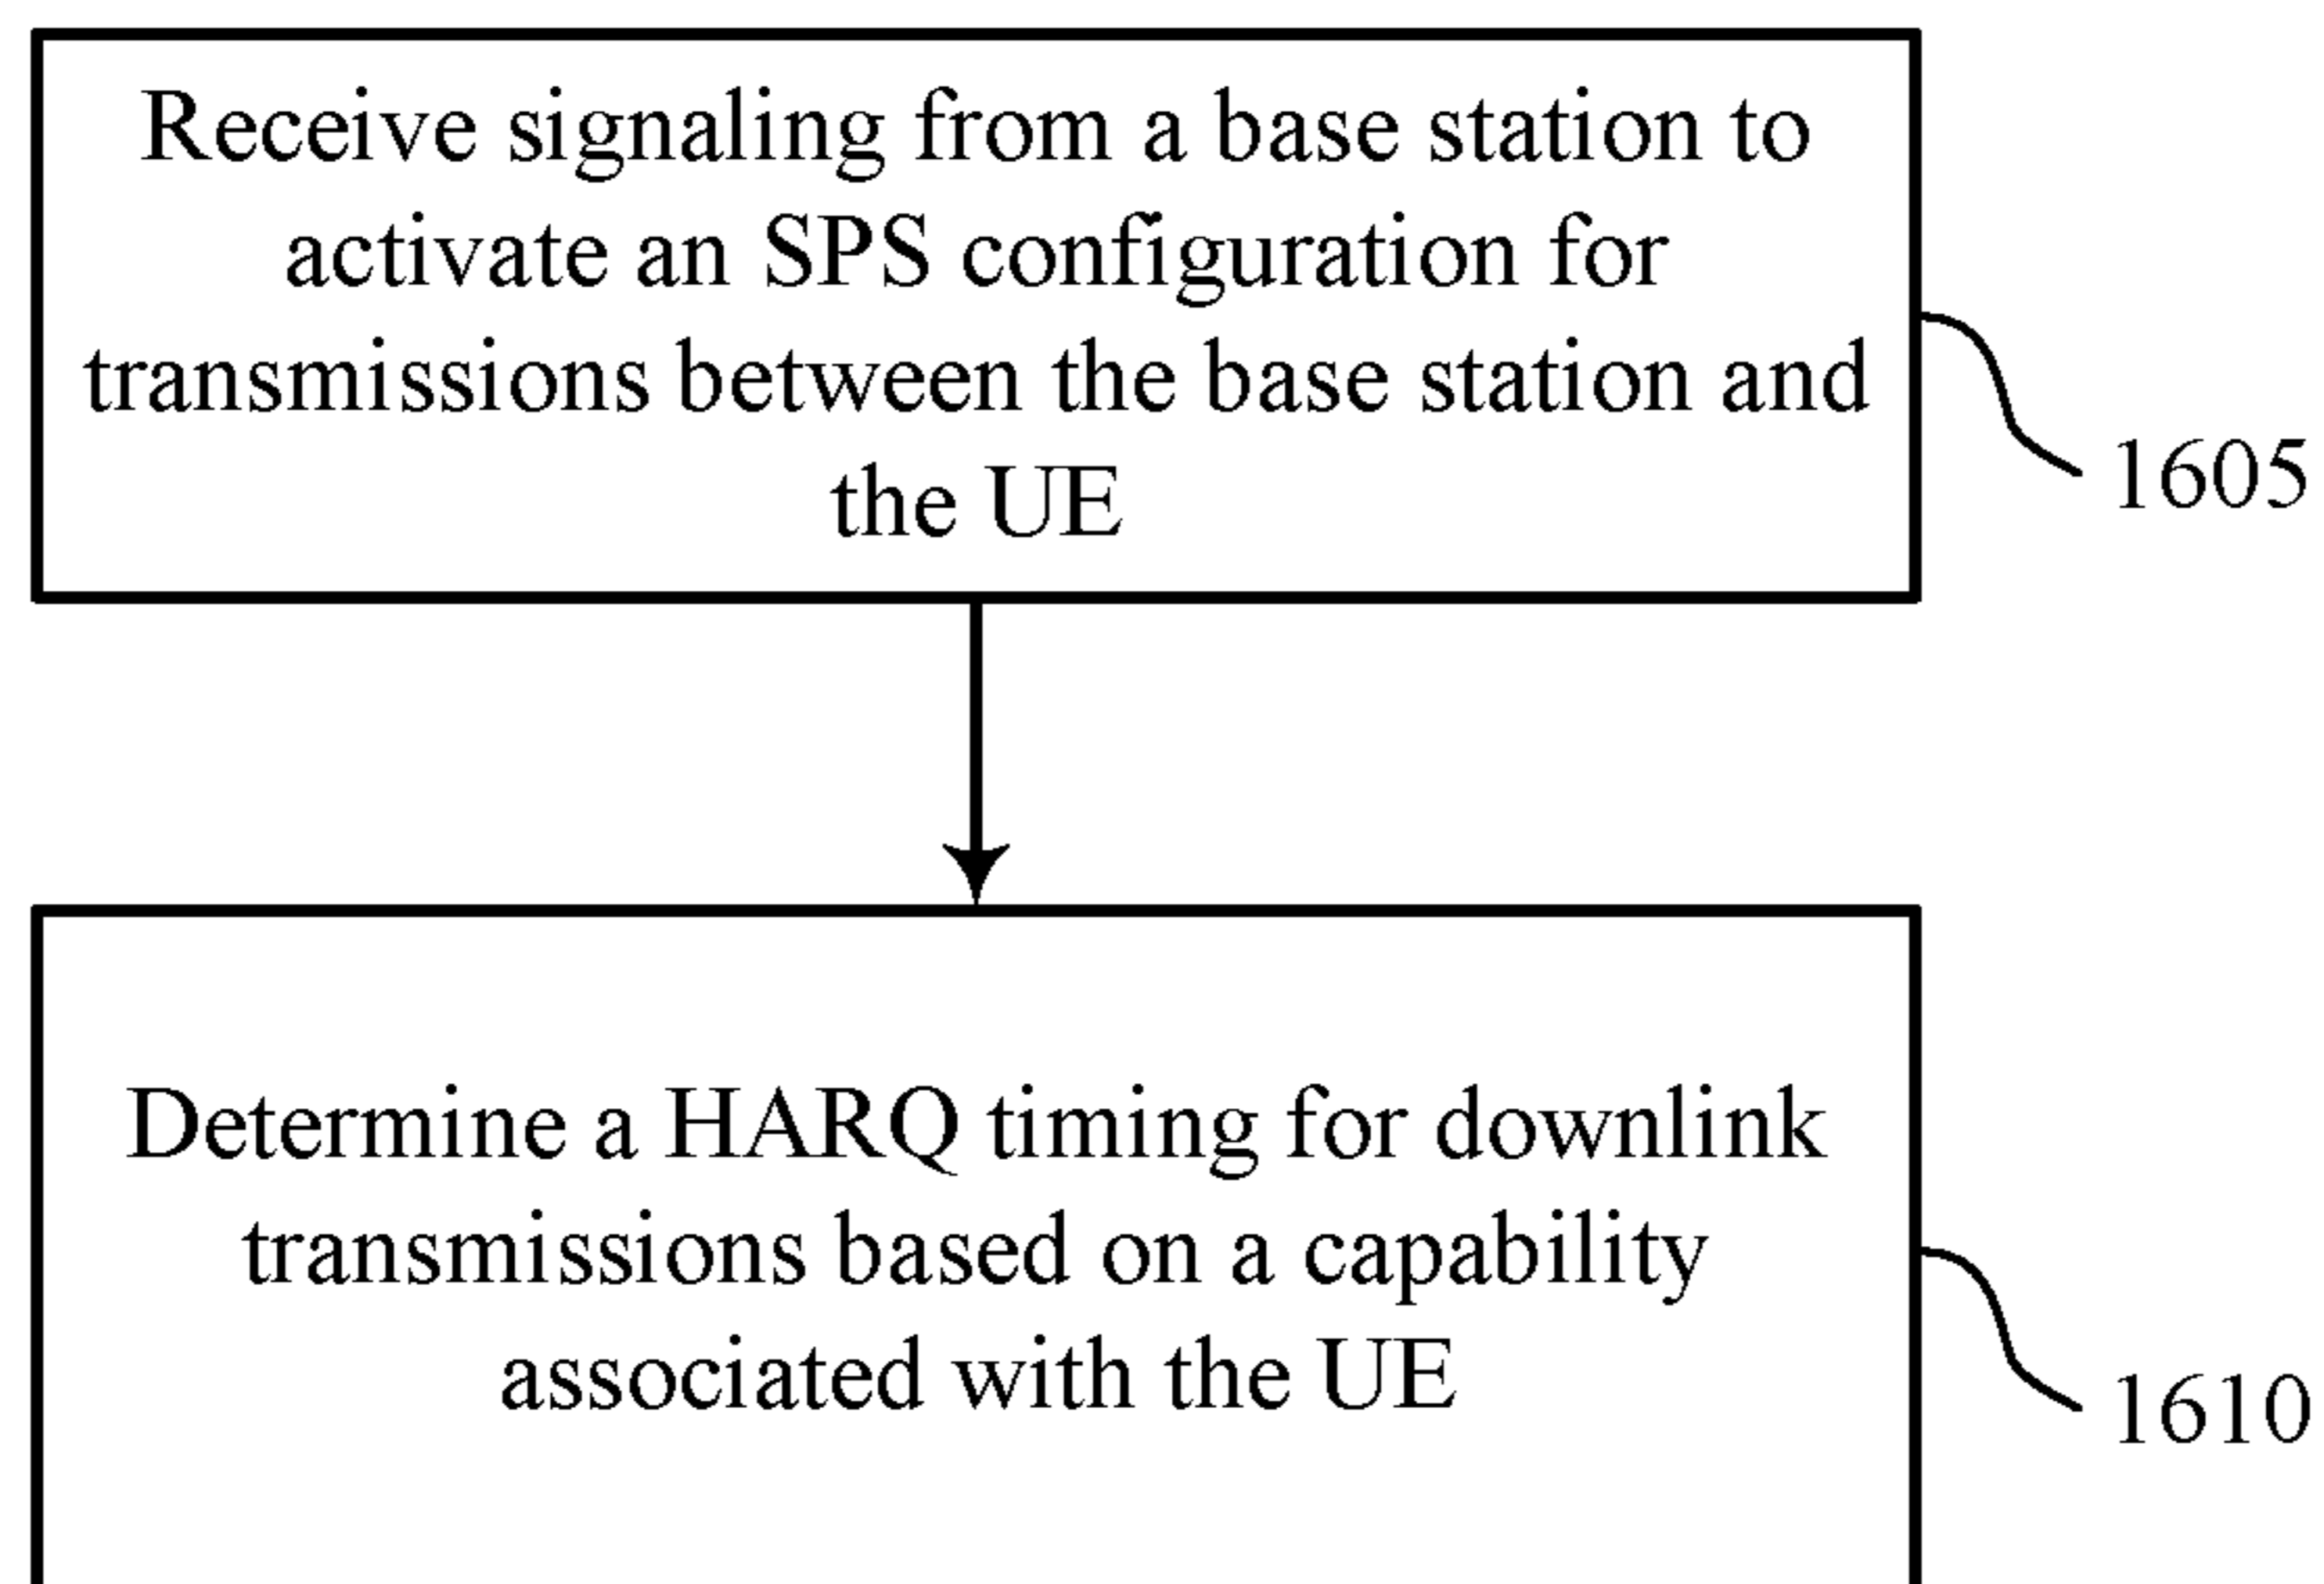 Receive signaling from a base station to
activate an SPS configuration for
transmissions between the base station and
the UE
1605
Determine a HARQ timing for downlink
transmissions based on a capability
associated with the UE
1610